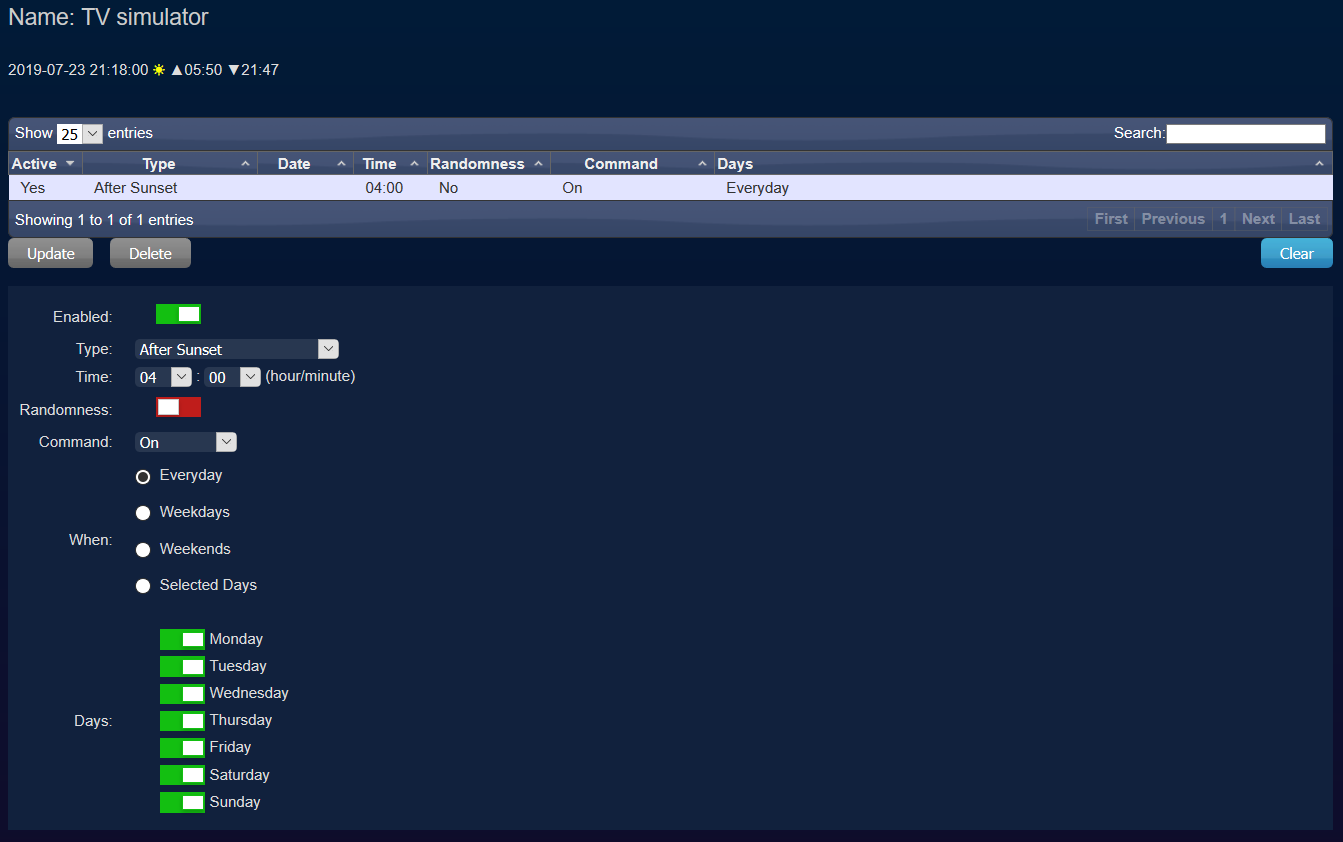 Name: TV simulator
2019-07-23 21:18:00 ☀ ▲05:50 ▼21:47
Show 25 entries Search:
Active Type Date Time Randomness Command Days
Yes After Sunset 04:00 No On Everyday
Showing 1 to 1 of 1 entries First Previous 1 Next Last
Update Delete Clear
Enabled:
Type: After Sunset
Time: 04 : 00 (hour/minute)
Randomness:
Command: On
Everyday
Weekdays
When:
Weekends
Selected Days
Monday
Tuesday
Wednesday
Days: Thursday
Friday
Saturday
Sunday